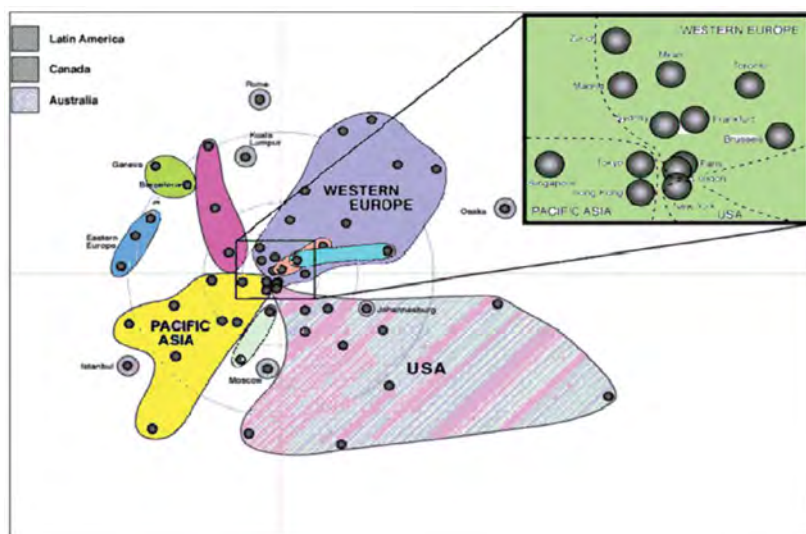 Latin America
Canada
Australia
Rome
Kuala
Lumpur
Geneva
Barcelona
Eastern
Europe
WESTERN
EUROPE
Osaka
PACIFIC
ASIA
Johannesburg
USA
Istanbul
Moscow
WESTERN EUROPE
Zurich
Milan
Toronto
Madrid
Sydney
Frankfurt
Brussels
Singapore
Tokyo
Paris
London
Hong Kong
New York
PACIFIC ASIA
USA